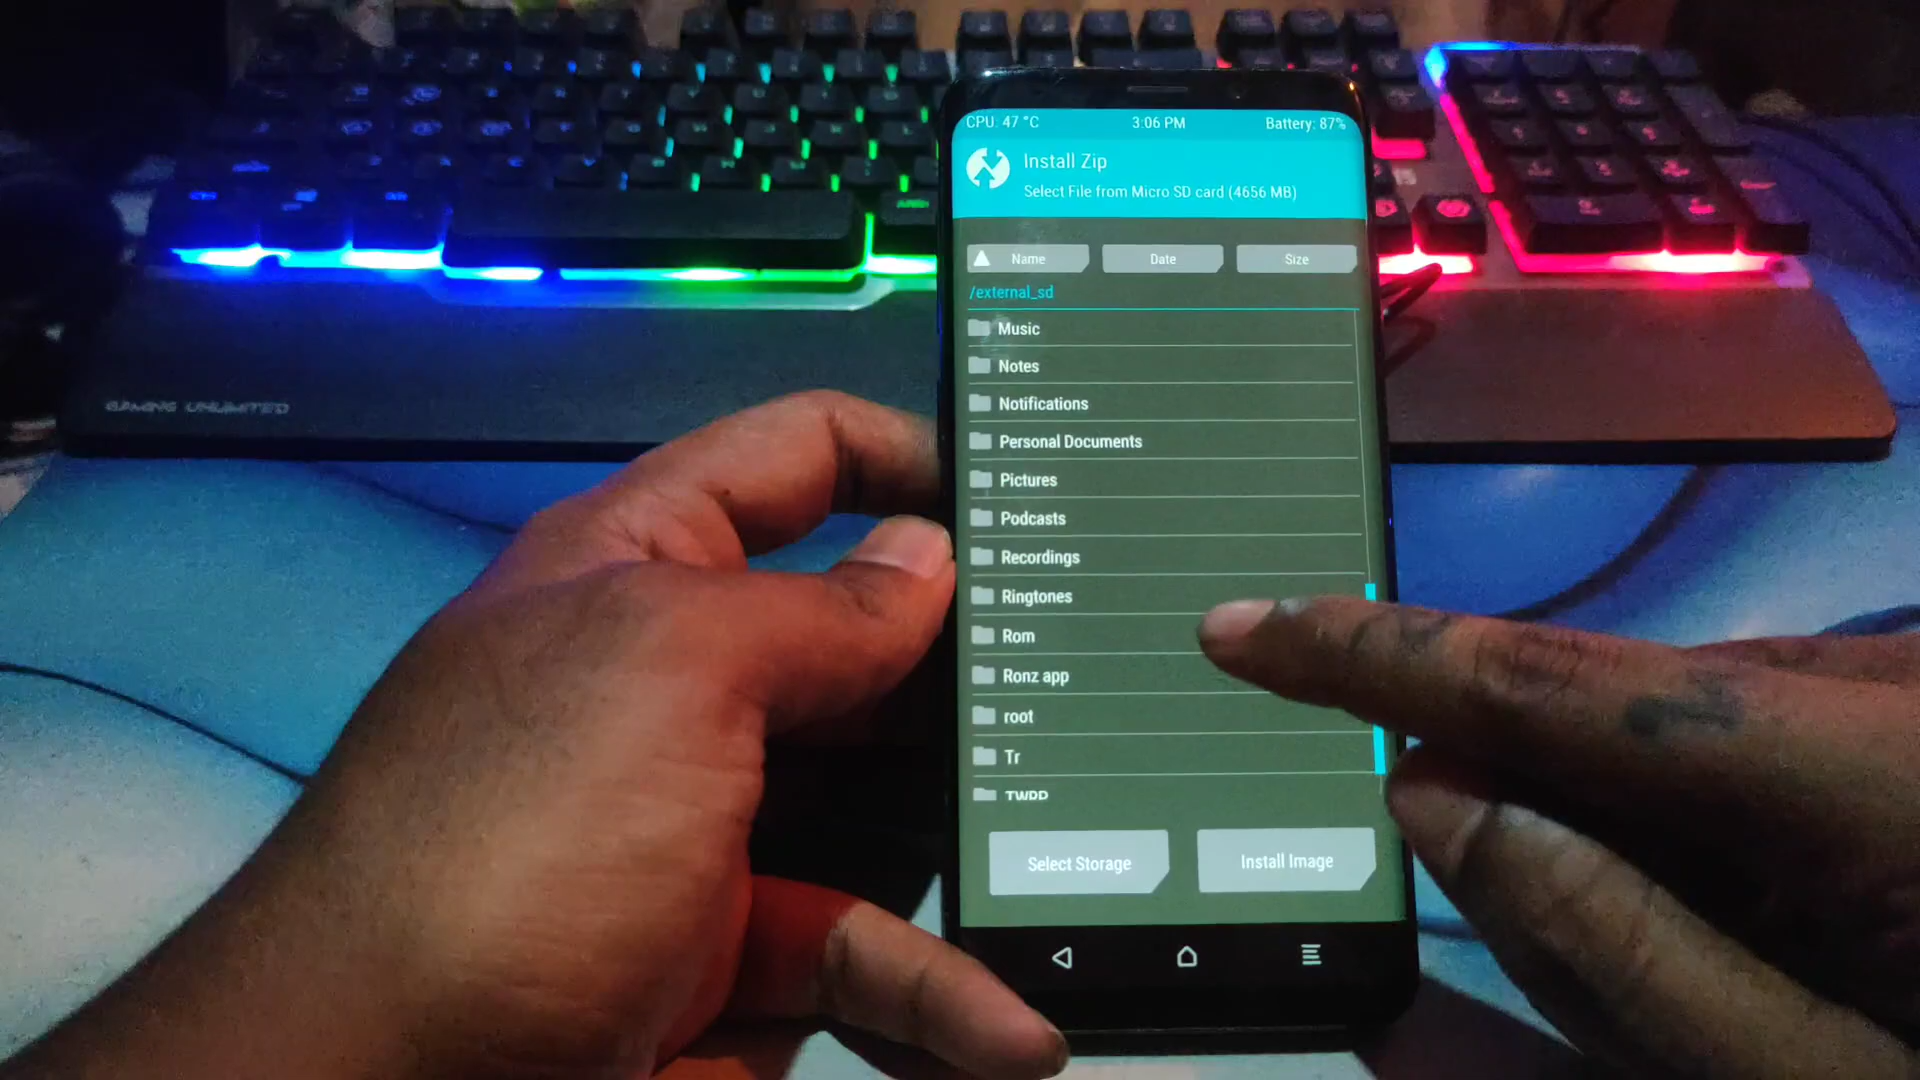 CPU: 47 °C 3:06 PM Battery: 87%
Install Zip
Select File from Micro SD card (4656 MB)
Name Date Size
/external_sd
Music
Notes
Notifications
Personal Documents
Pictures
Podcasts
Recordings
Ringtones
Rom
Ronz app
root
Tr
TWRP
Select Storage Install Image
GAMING UNLIMITED